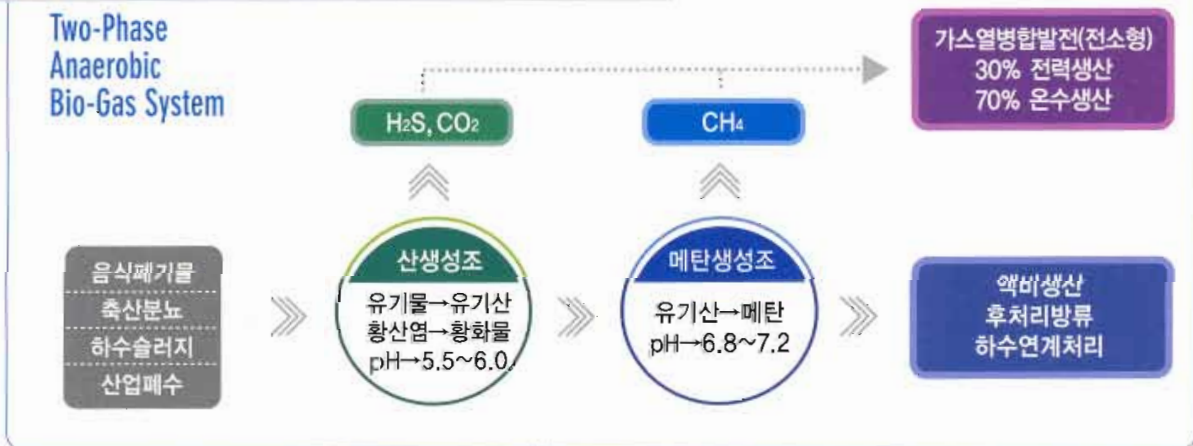 Two-Phase
Anaerobic
Bio-Gas System
가스열병합발전(전소형)
30% 전력생산
70% 온수생산
H₂S, CO₂
CH₄
음식폐기물
축산분뇨
하수슬러지
산업폐수
산생성조
유기물→유기산
황산염→황화물
pH→5.5~6.0
메탄생성조
유기산→메탄
pH→6.8~7.2
액비생산
후처리방류
하수연계처리